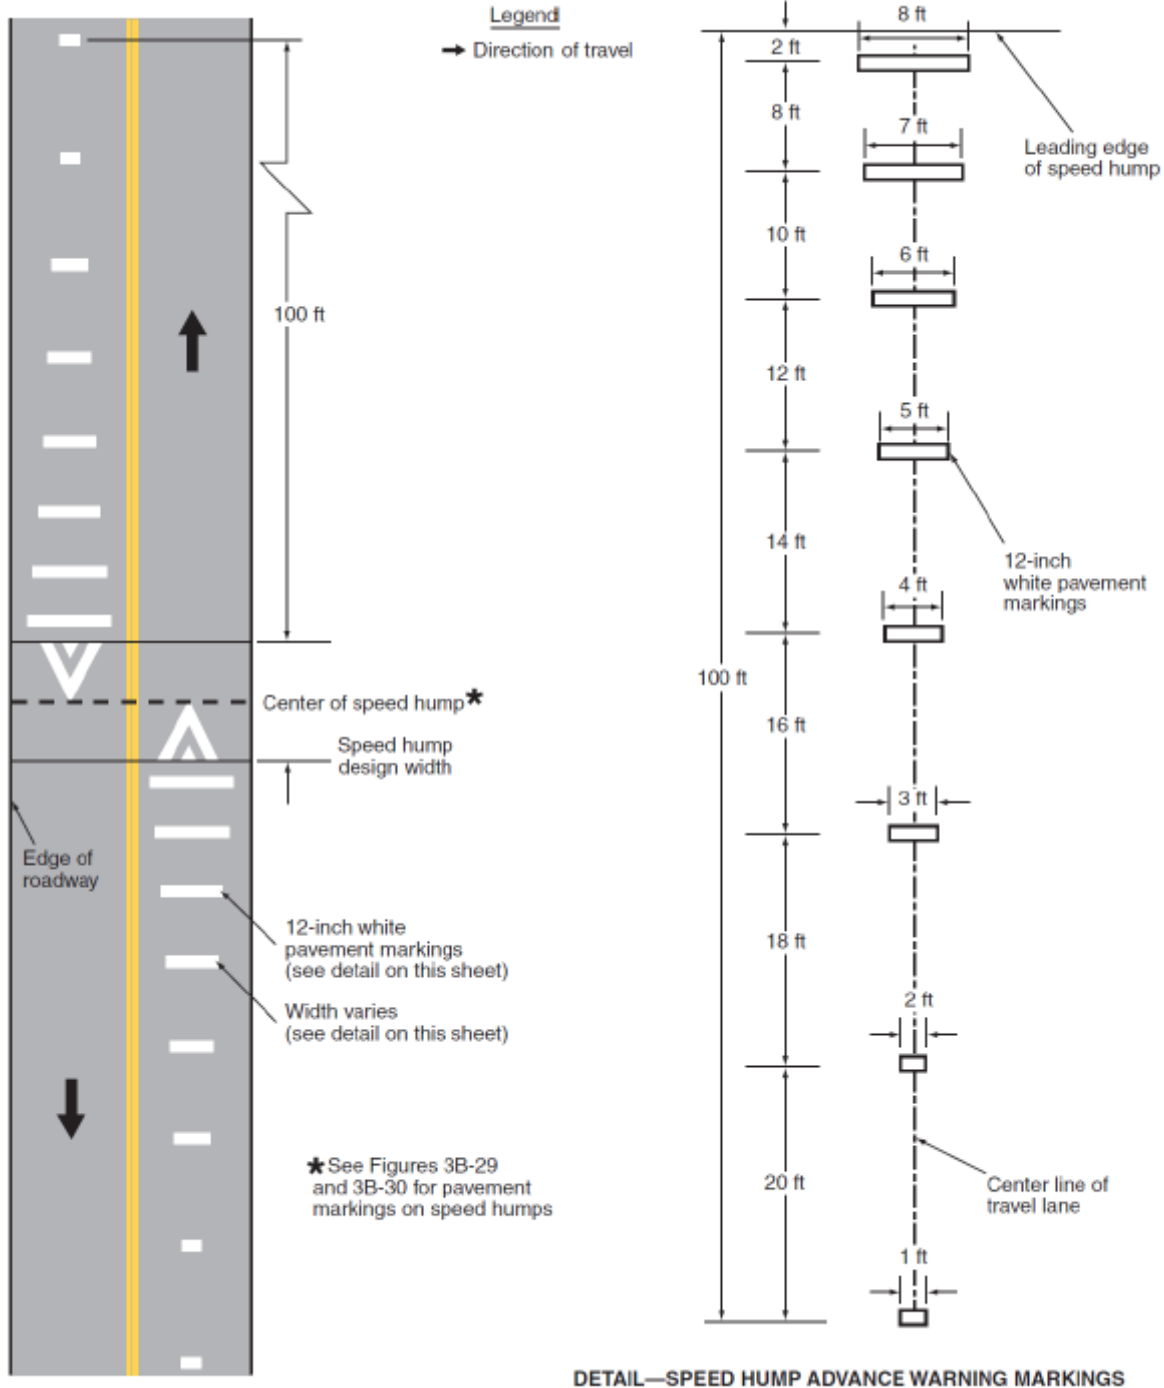 Legend
→ Direction of travel
100 ft
Center of speed hump*
Speed hump
design width
Edge of
roadway
12-inch white
pavement markings
(see detail on this sheet)
Width varies
(see detail on this sheet)
*See Figures 3B-29
and 3B-30 for pavement
markings on speed humps
8 ft
2 ft
8 ft
7 ft
Leading edge
of speed hump
10 ft
6 ft
12 ft
5 ft
14 ft
12-inch
white pavement
markings
4 ft
100 ft
16 ft
3 ft
18 ft
2 ft
20 ft
Center line of
travel lane
1 ft
DETAIL—SPEED HUMP ADVANCE WARNING MARKINGS